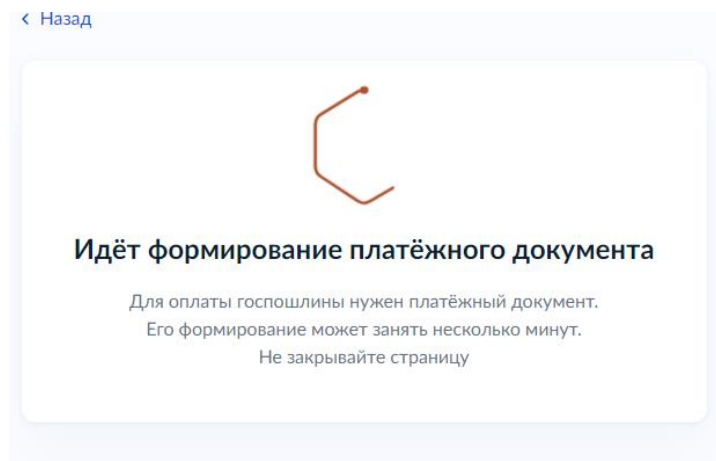 Назад
Идёт формирование платёжного документа
Для оплаты госпошлины нужен платёжный документ.
Его формирование может занять несколько минут.
Не закрывайте страницу